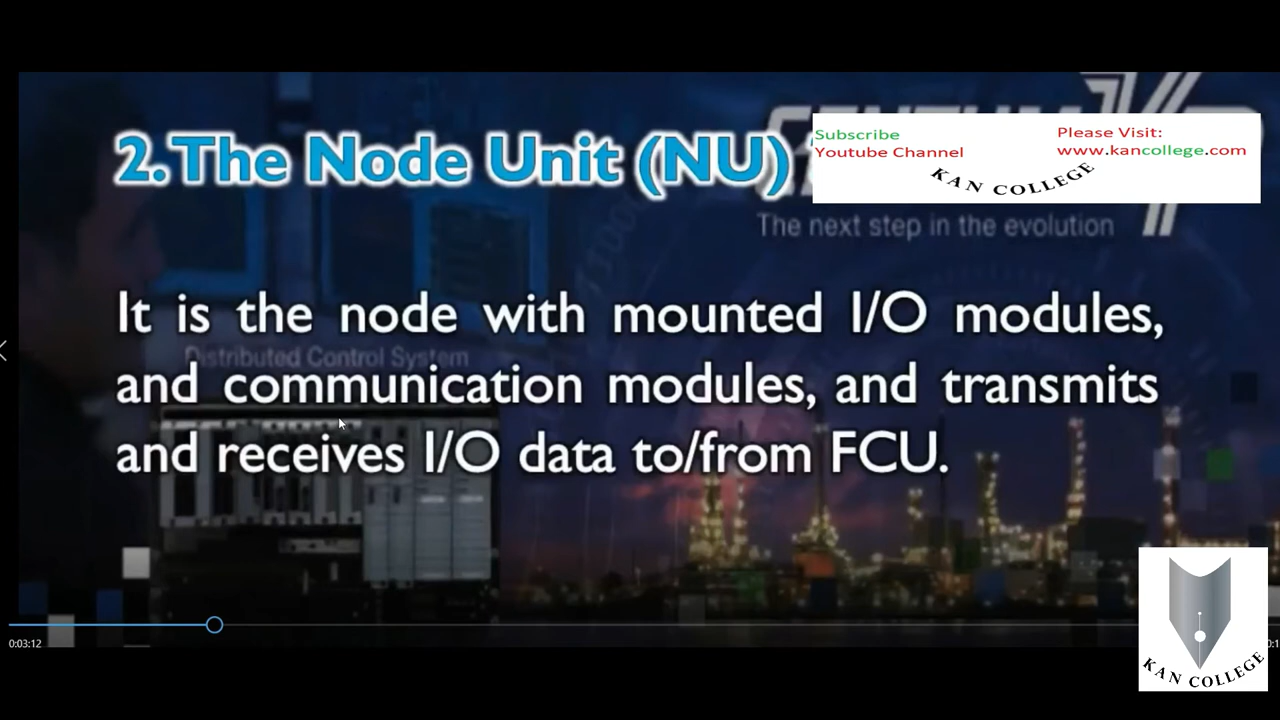 2.The Node Unit (NU)
Subscribe
Youtube Channel
Please Visit:
www.kancollege.com
KAN COLLEGE
The next step in the evolution
It is the node with mounted I/O modules,
Distributed Control System
and communication modules, and transmits
and receives I/O data to/from FCU.
0:03:12
KAN COLLEGE